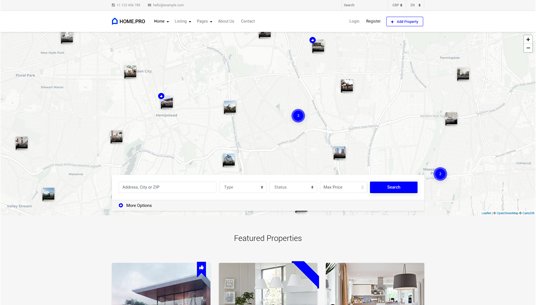 +1 123 456 789 hello@example.com Search GBP EN
HOME.PRO Home Listing Pages About Us Contact Login Register + Add Property
Floral Park
Hempstead
Valley Stream
+
−
Address, City or ZIP Type Status Max Price Search
More Options
Leaflet | © OpenStreetMap © CartoDB
Featured Properties